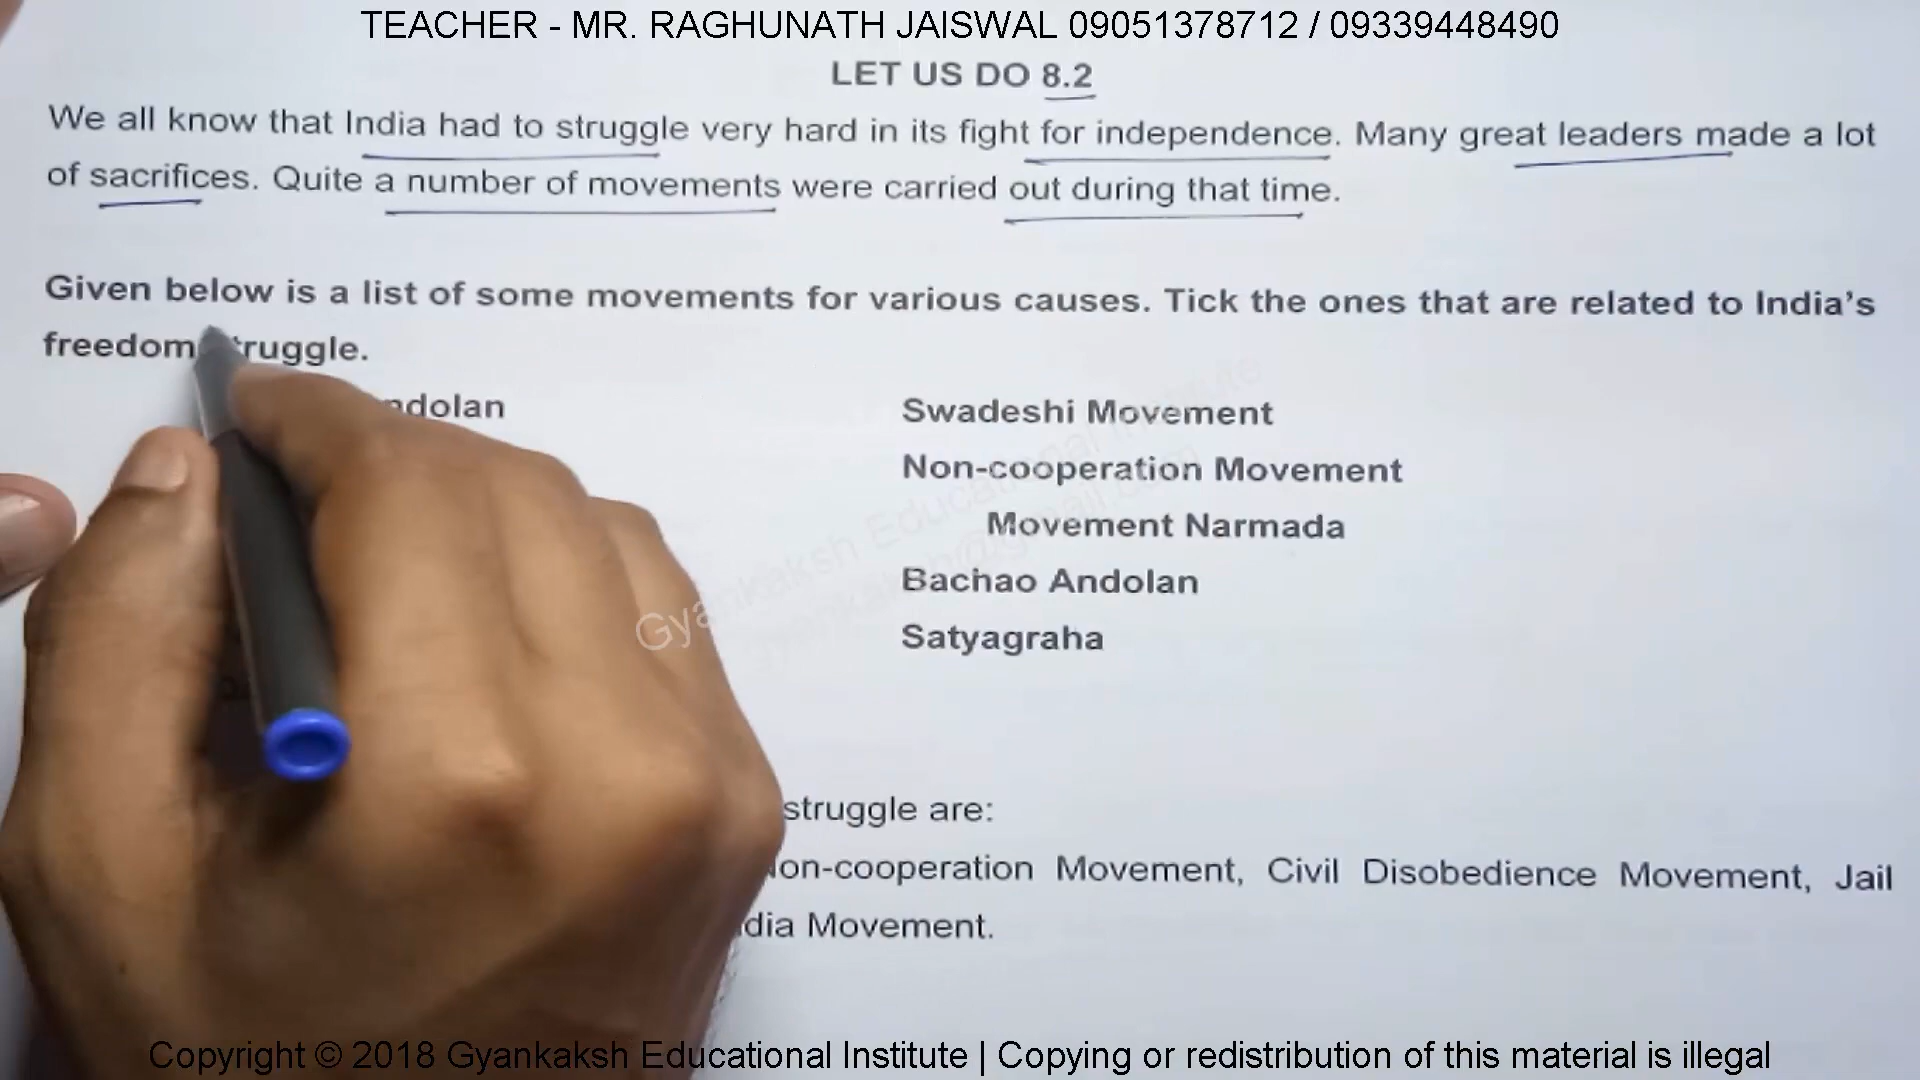 TEACHER - MR. RAGHUNATH JAISWAL 09051378712 / 09339448490
LET US DO 8.2
We all know that India had to struggle very hard in its fight for independence. Many great leaders made a lot
of sacrifices. Quite a number of movements were carried out during that time.
Given below is a list of some movements for various causes. Tick the ones that are related to India's
freedom struggle.
Andolan
Swadeshi Movement
Non-cooperation Movement
Movement Narmada
Bachao Andolan
Satyagraha
Gyankaksh Educational Institute
struggle are:
Non-cooperation Movement, Civil Disobedience Movement, Jail
dia Movement.
Copyright © 2018 Gyankaksh Educational Institute | Copying or redistribution of this material is illegal